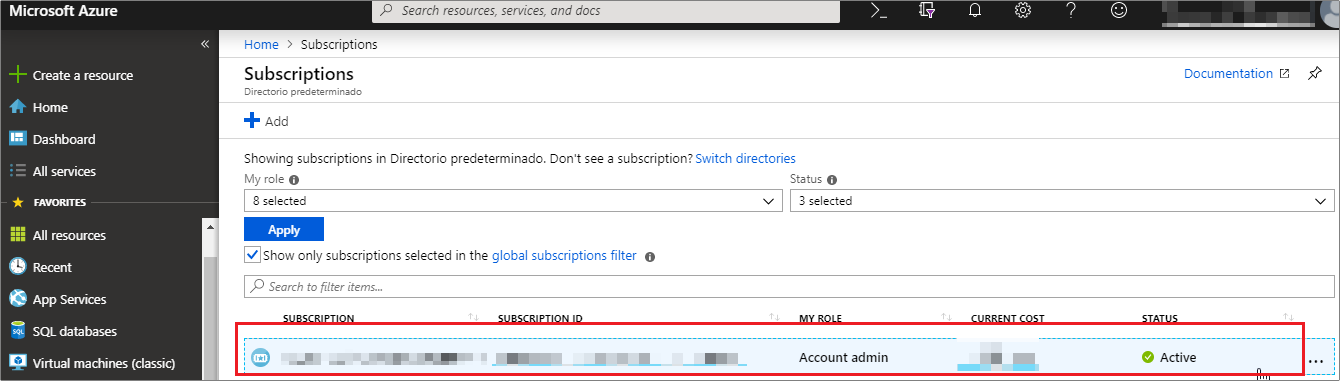 Microsoft Azure
Search resources, services, and docs
«
Create a resource
Home
Dashboard
All services
FAVORITES
All resources
Recent
App Services
SQL databases
Virtual machines (classic)
Home > Subscriptions
Subscriptions
Directorio predeterminado
Documentation
Add
Showing subscriptions in Directorio predeterminado. Don't see a subscription? Switch directories
My role
Status
8 selected
3 selected
Apply
Show only subscriptions selected in the global subscriptions filter
Search to filter items...
SUBSCRIPTION SUBSCRIPTION ID MY ROLE CURRENT COST STATUS
Account admin Active ...